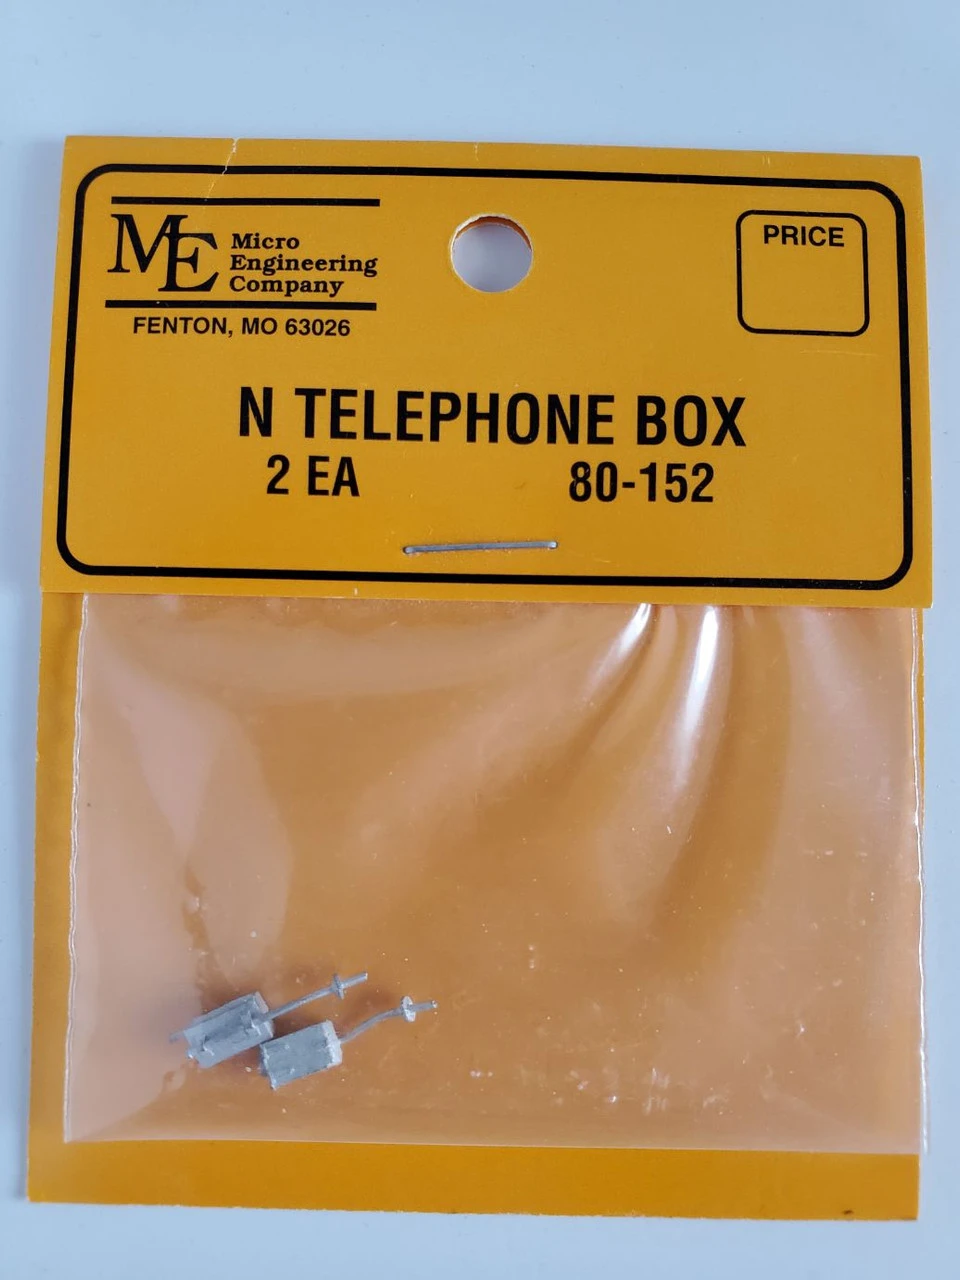 ME
Micro
Engineering
Company
FENTON, MO 63026
PRICE
N TELEPHONE BOX
2 EA 80-152